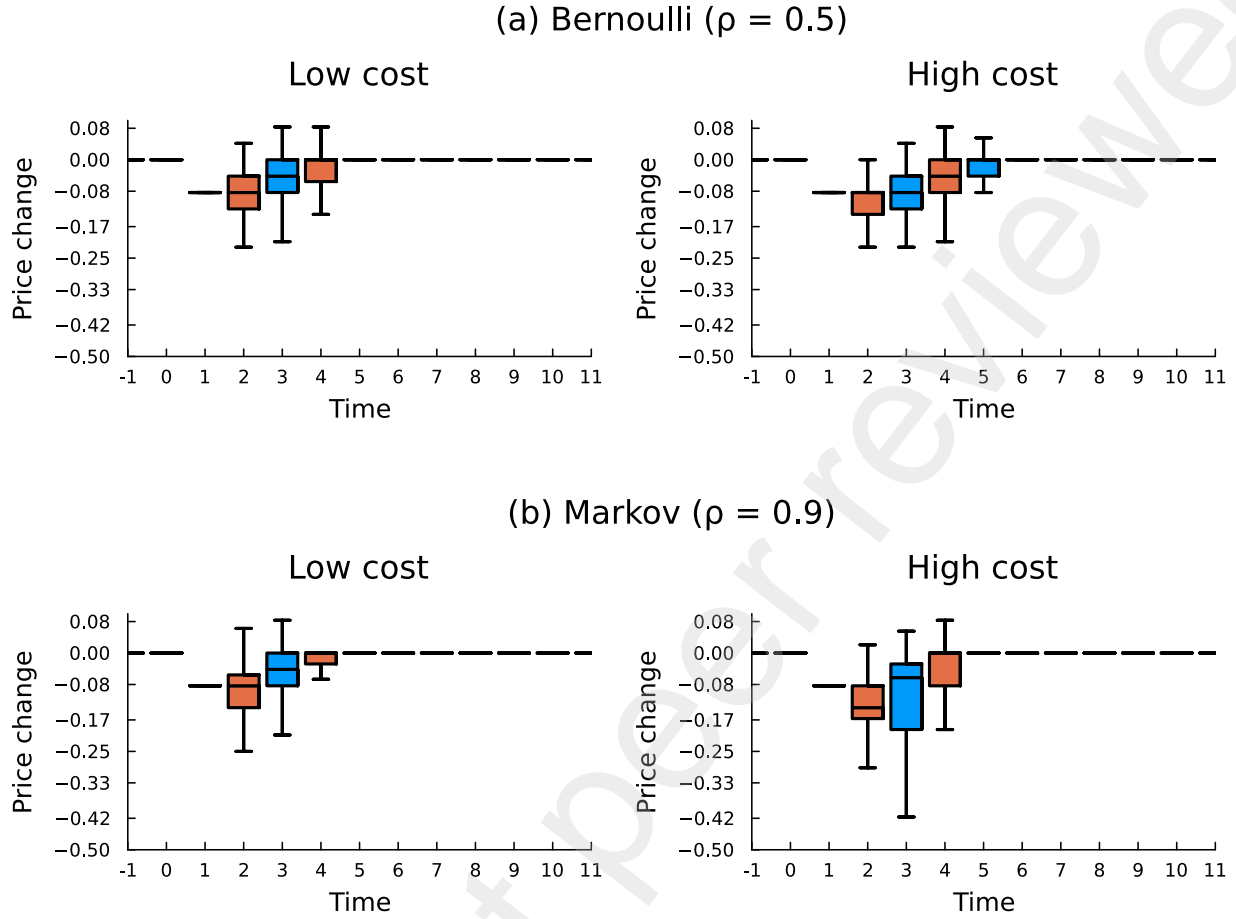 (a) Bernoulli (ρ = 0.5)
Low cost
High cost
Price change
0.08
0.00
−0.08
−0.17
−0.25
−0.33
−0.42
−0.50
-1 0 1 2 3 4 5 6 7 8 9 10 11
Time
Price change
0.08
0.00
−0.08
−0.17
−0.25
−0.33
−0.42
−0.50
-1 0 1 2 3 4 5 6 7 8 9 10 11
Time
(b) Markov (ρ = 0.9)
Low cost
High cost
Price change
0.08
0.00
−0.08
−0.17
−0.25
−0.33
−0.42
−0.50
-1 0 1 2 3 4 5 6 7 8 9 10 11
Time
Price change
0.08
0.00
−0.08
−0.17
−0.25
−0.33
−0.42
−0.50
-1 0 1 2 3 4 5 6 7 8 9 10 11
Time
peer reviewe